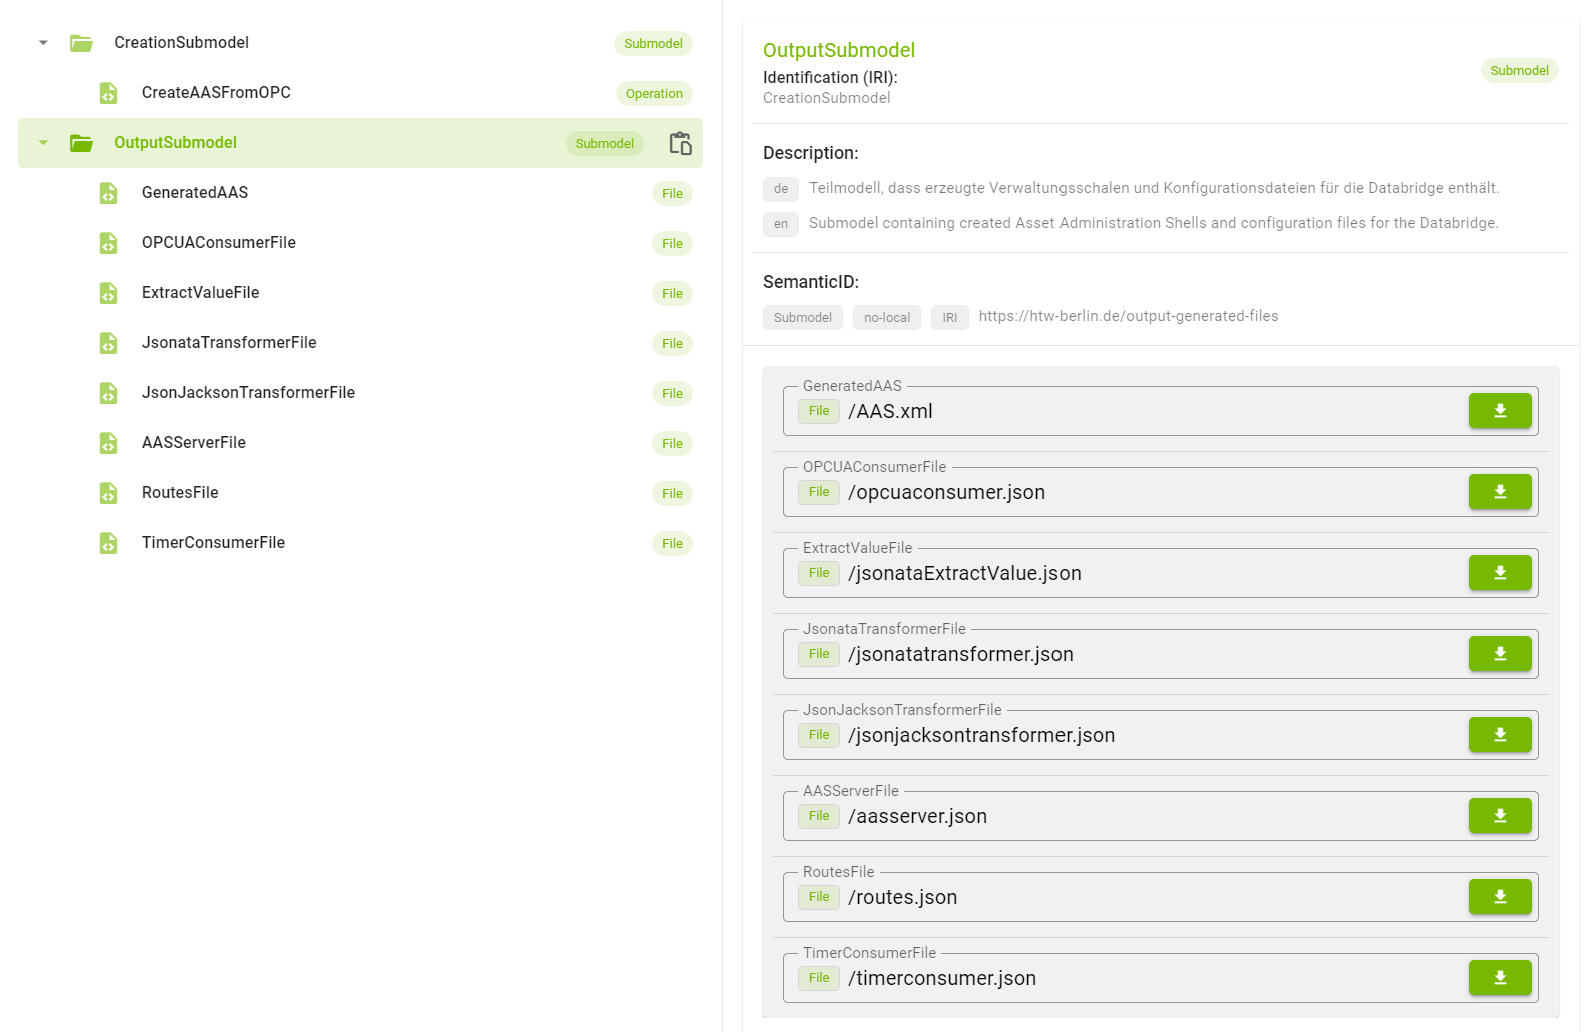 CreationSubmodel
Submodel
CreateAASFromOPC
Operation
OutputSubmodel
Submodel
GeneratedAAS
File
OPCUAConsumerFile
File
ExtractValueFile
File
JsonataTransformerFile
File
JsonJacksonTransformerFile
File
AASServerFile
File
RoutesFile
File
TimerConsumerFile
File
OutputSubmodel
Identification (IRI):
CreationSubmodel
Submodel
Description:
de Teilmodell, dass erzeugte Verwaltungsschalen und Konfigurationsdateien für die Databridge enthält.
en Submodel containing created Asset Administration Shells and configuration files for the Databridge.
SemanticID:
Submodel no-local IRI https://htw-berlin.de/output-generated-files
GeneratedAAS
File /AAS.xml
OPCUAConsumerFile
File /opcuaconsumer.json
ExtractValueFile
File /jsonataExtractValue.json
JsonataTransformerFile
File /jsonatatransformer.json
JsonJacksonTransformerFile
File /jsonjacksontransformer.json
AASServerFile
File /aasserver.json
RoutesFile
File /routes.json
TimerConsumerFile
File /timerconsumer.json